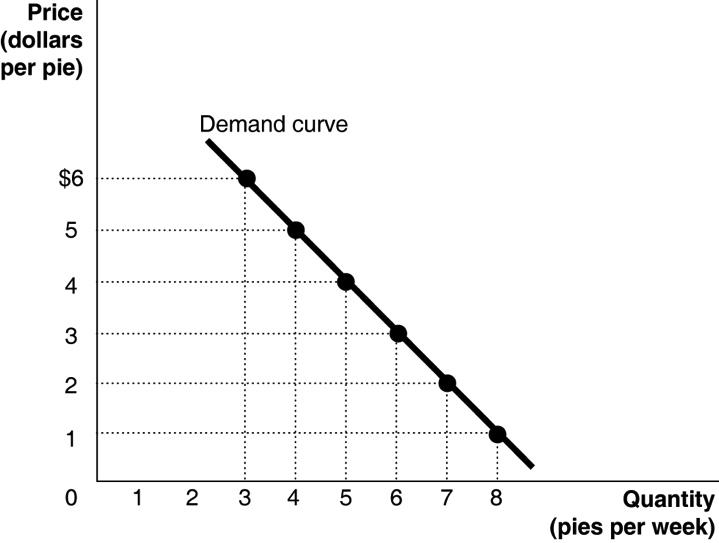 Price
(dollars
per pie)
Demand curve
$6
5
4
3
2
1
0 1 2 3 4 5 6 7 8
Quantity
(pies per week)